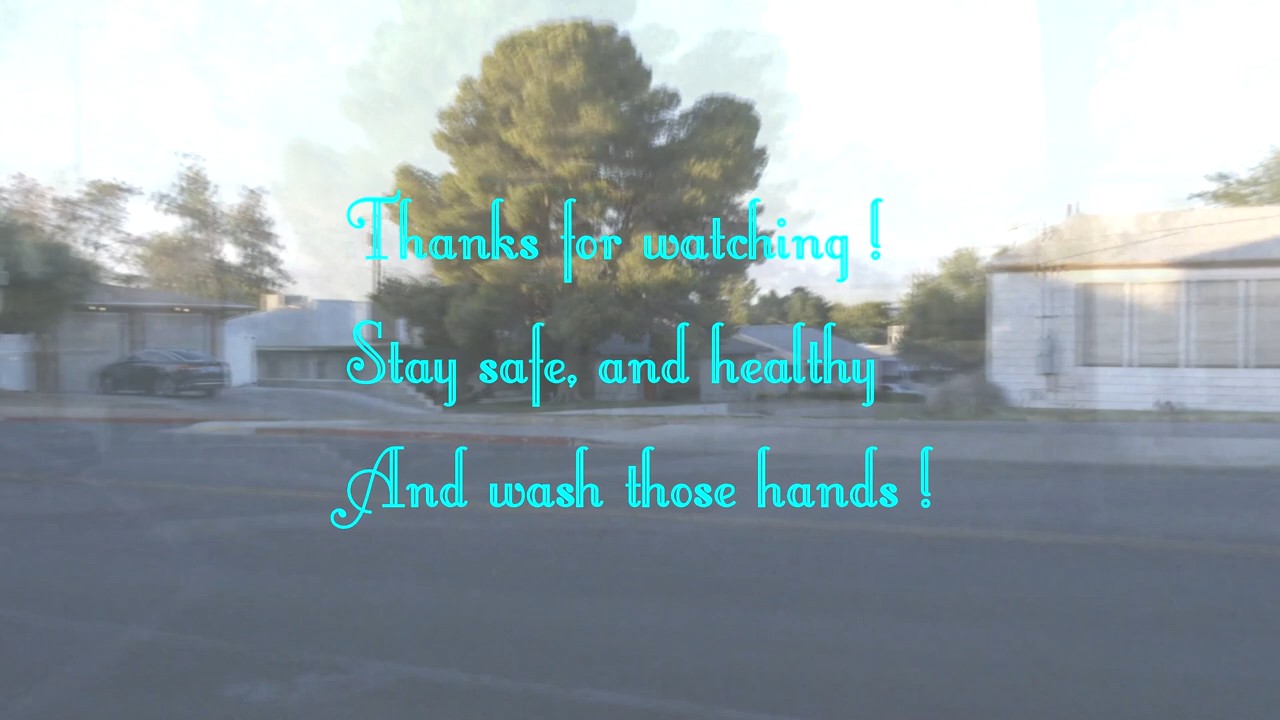 Thanks for watching !
Stay safe, and healthy
And wash those hands !